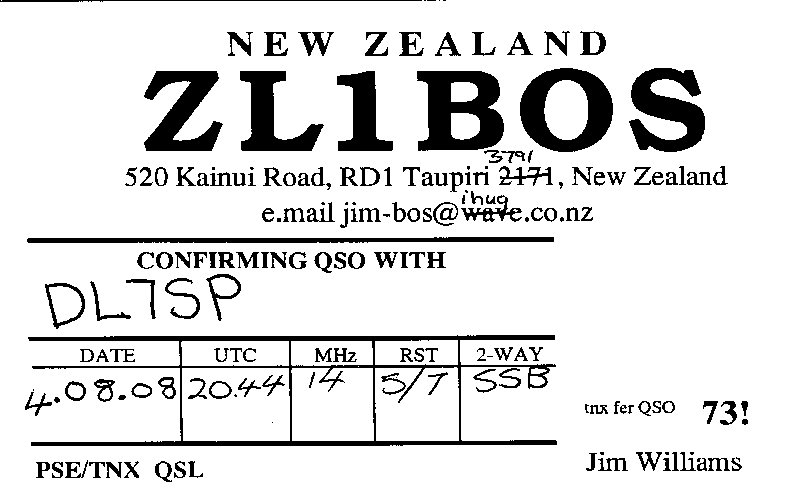 NEW ZEALAND
ZL1BOS
3791
520 Kainui Road, RD1 Taupiri 2171, New Zealand
ihug
e.mail jim-bos@wave.co.nz
CONFIRMING QSO WITH
DL7SP
DATE UTC MHz RST 2-WAY
4.08.08 20.44 14 5/7 SSB
tnx fer QSO 73!
PSE/TNX QSL
Jim Williams